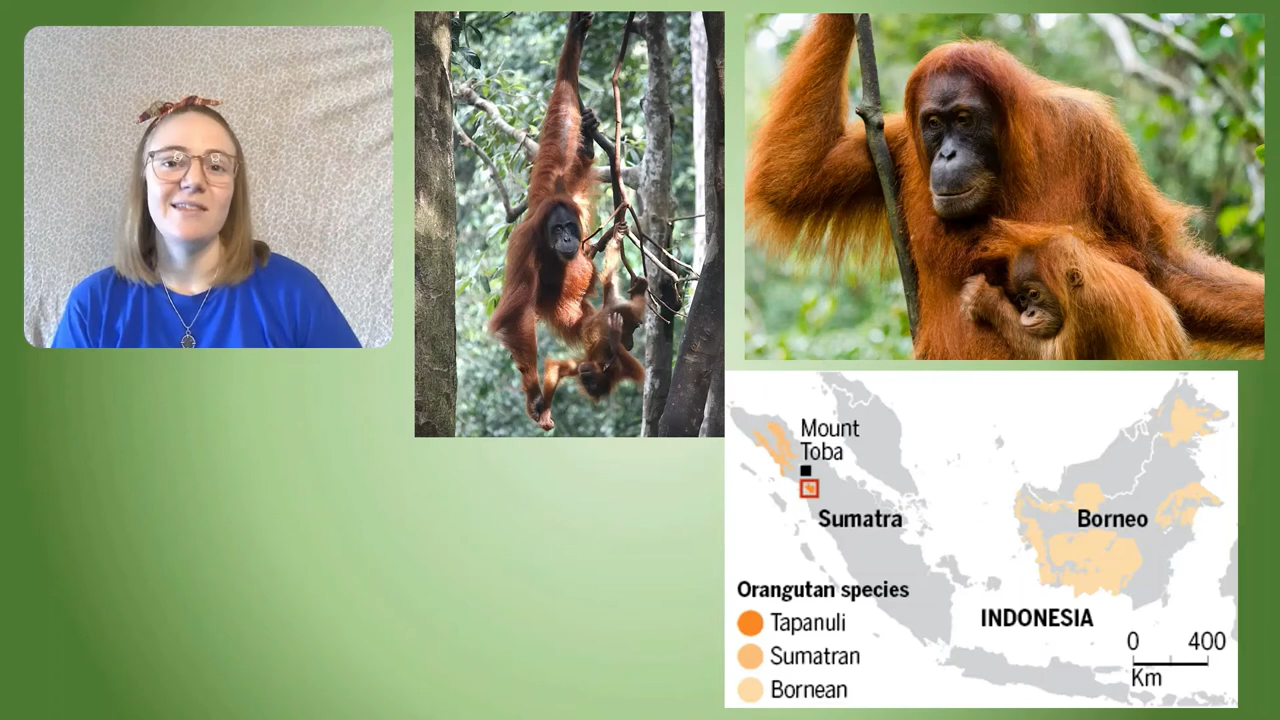 Mount
Toba
Sumatra
Borneo
Orangutan species
Tapanuli
Sumatran
Bornean
INDONESIA
0 400
Km